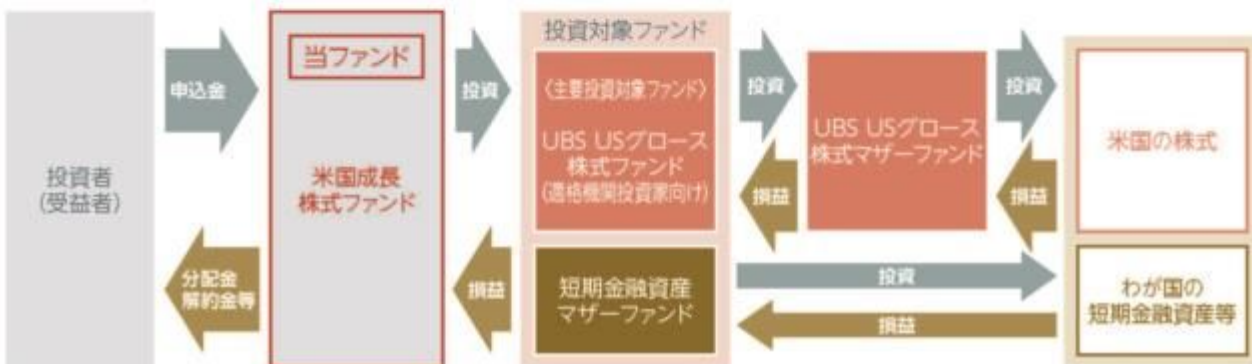 投資者
(受益者)
申込金
分配金
解約金等
当ファンド
米国成長
株式ファンド
投資
損益
投資対象ファンド
〈主要投資対象ファンド〉
UBS USグロース
株式ファンド
(適格機関投資家向け)
短期金融資産
マザーファンド
投資
損益
UBS USグロース
株式マザーファンド
投資
損益
投資
損益
米国の株式
わが国の
短期金融資産等